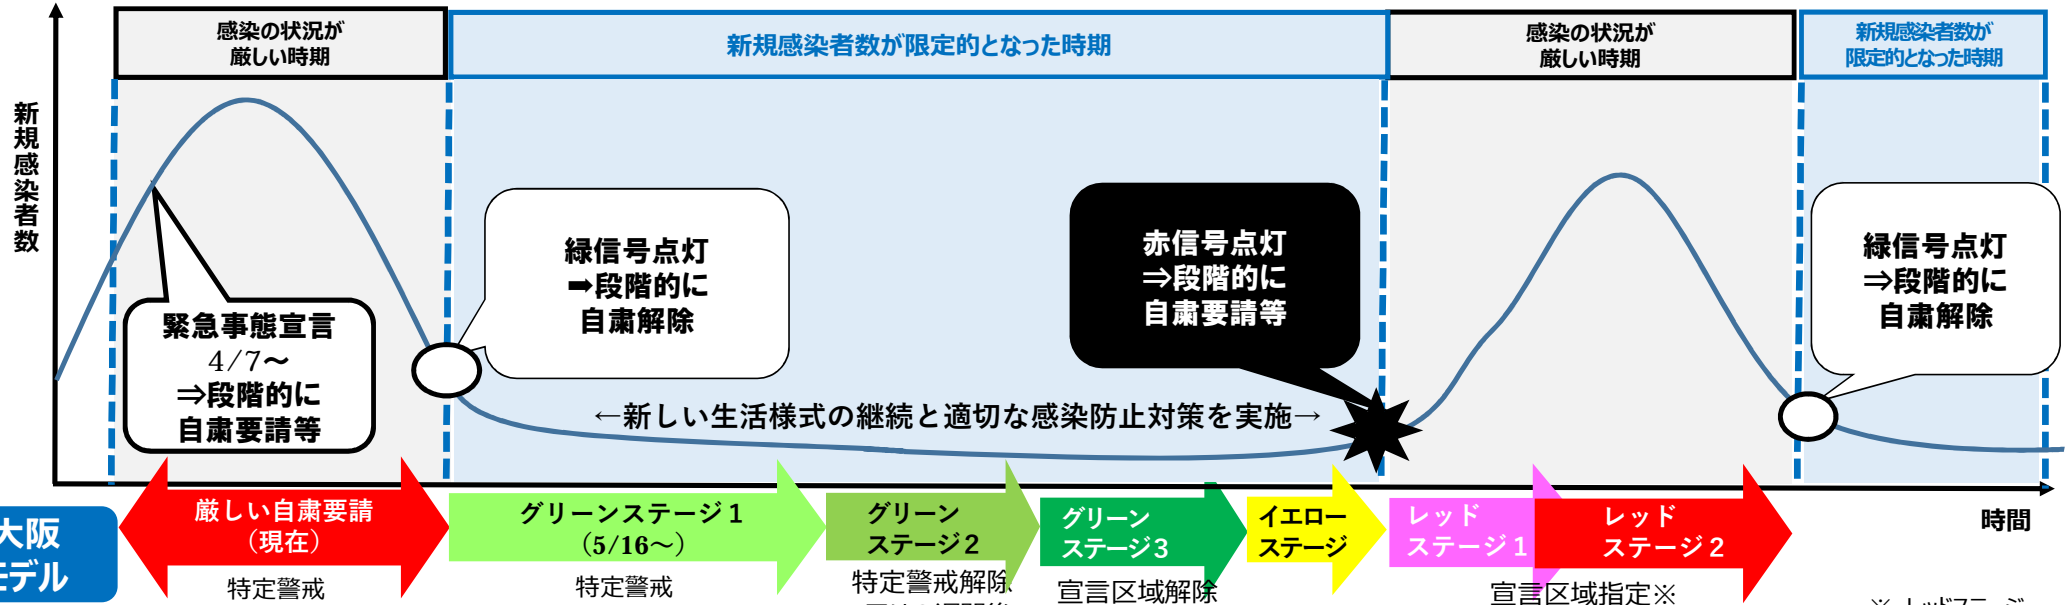 感染の状況が
厳しい時期
新規感染者数が限定的となった時期
感染の状況が
厳しい時期
新規感染者数が
限定的となった時期
新規感染者数
緊急事態宣言
4/7～
⇒段階的に
自粛要請等
緑信号点灯
➡段階的に
自粛解除
赤信号点灯
⇒段階的に
自粛要請等
緑信号点灯
⇒段階的に
自粛解除
←新しい生活様式の継続と適切な感染防止対策を実施→
時間
大阪
モデル
厳しい自粛要請
（現在）
特定警戒
グリーンステージ１
（5/16～）
特定警戒
グリーン
ステージ2
特定警戒解除
グリーン
ステージ3
宣言区域解除
イエロー
ステージ
レッド
ステージ１
レッド
ステージ２
宣言区域指定※